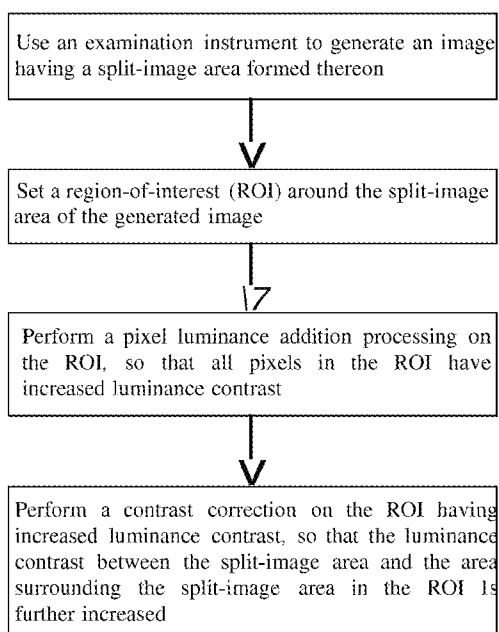 Use an examination instrument to generate an image
having a split-image area formed thereon
Set a region-of-interest (ROI) around the split-image
area of the generated image
Perform a pixel luminance addition processing on
the ROI, so that all pixels in the ROI have
increased luminance contrast
Perform a contrast correction on the ROI having
increased luminance contrast, so that the luminance
contrast between the split-image area and the area
surrounding the split-image area in the ROI 1s
further increased